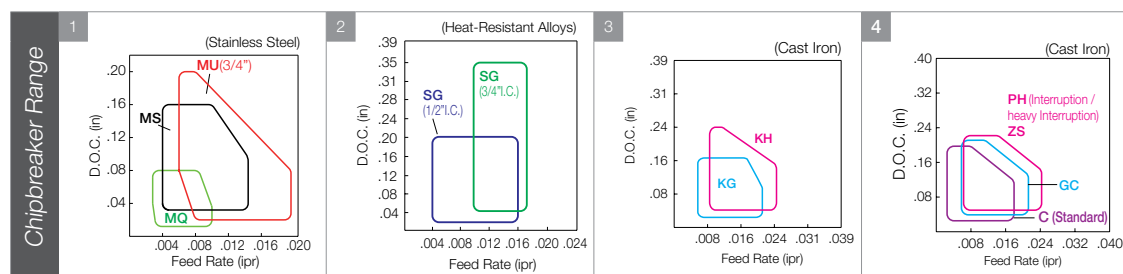 Chipbreaker Range
1
(Stainless Steel)
MU (3/4")
MS
MQ
D.O.C. (in)
.20
.16
.12
.08
.04
.004 .008 .012 .016 .020
Feed Rate (ipr)
2
(Heat-Resistant Alloys)
SG
(1/2"I.C.)
SG
(3/4"I.C.)
D.O.C. (in)
.39
.35
.31
.28
.24
.20
.16
.12
.08
.04
.02
.004 .008 .012 .016 .020 .024
Feed Rate (ipr)
3
(Cast Iron)
KH
KG
D.O.C. (in)
.39
.31
.24
.16
.08
.008 .016 .024 .031 .039
Feed Rate (ipr)
4
(Cast Iron)
PH (Interruption /
heavy Interruption)
ZS
GC
C (Standard)
D.O.C. (in)
.40
.32
.24
.16
.08
.008 .016 .024 .032 .040
Feed Rate (ipr)